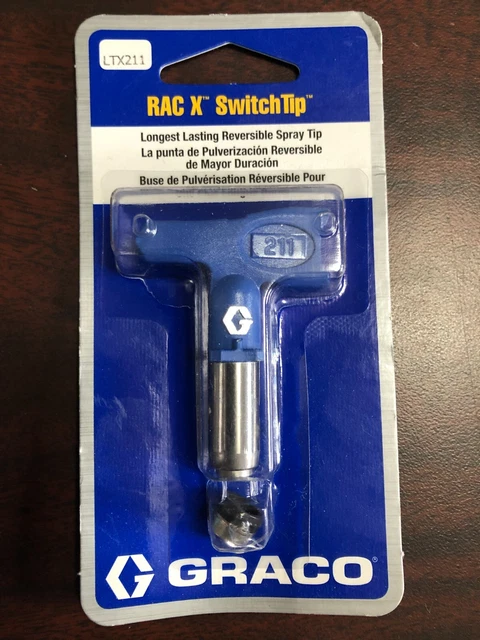 LTX211
RAC X™ SwitchTip™
Longest Lasting Reversible Spray Tip
La punta de Pulverización Reversible
de Mayor Duración
Buse de Pulvérisation Réversible Pour
211
G
GRACO®